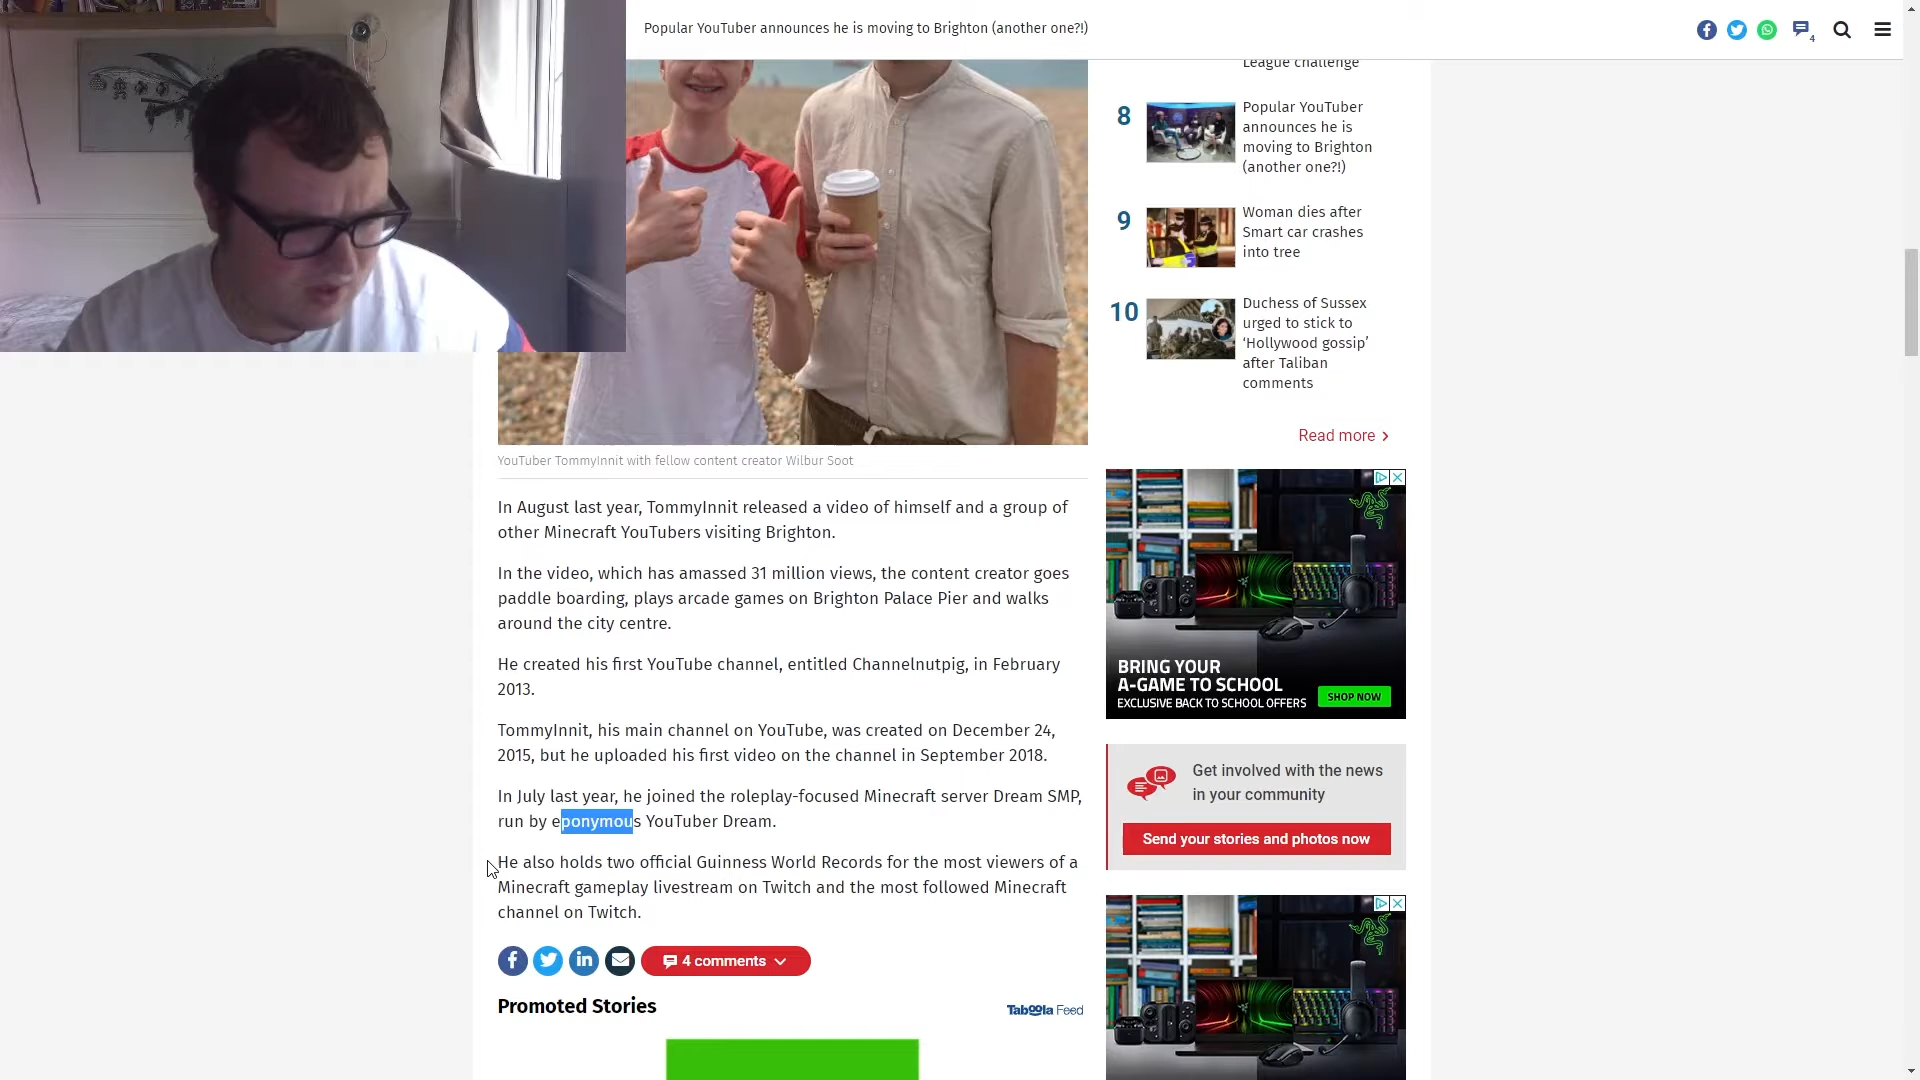 Popular YouTuber announces he is moving to Brighton (another one?!)
4
League challenge
8
Popular YouTuber
announces he is
moving to Brighton
(another one?!)
9
Woman dies after
Smart car crashes
into tree
10
Duchess of Sussex
urged to stick to
‘Hollywood gossip’
after Taliban
comments
Read more
YouTuber TommyInnit with fellow content creator Wilbur Soot
In August last year, TommyInnit released a video of himself and a group of
other Minecraft YouTubers visiting Brighton.
In the video, which has amassed 31 million views, the content creator goes
paddle boarding, plays arcade games on Brighton Palace Pier and walks
around the city centre.
He created his first YouTube channel, entitled Channelnutpig, in February
2013.
TommyInnit, his main channel on YouTube, was created on December 24,
2015, but he uploaded his first video on the channel in September 2018.
In July last year, he joined the roleplay-focused Minecraft server Dream SMP,
run by eponymous YouTuber Dream.
He also holds two official Guinness World Records for the most viewers of a
Minecraft gameplay livestream on Twitch and the most followed Minecraft
channel on Twitch.
4 comments
Promoted Stories
Taboola Feed
BRING YOUR
A-GAME TO SCHOOL
EXCLUSIVE BACK TO SCHOOL OFFERS
SHOP NOW
Get involved with the news
in your community
Send your stories and photos now